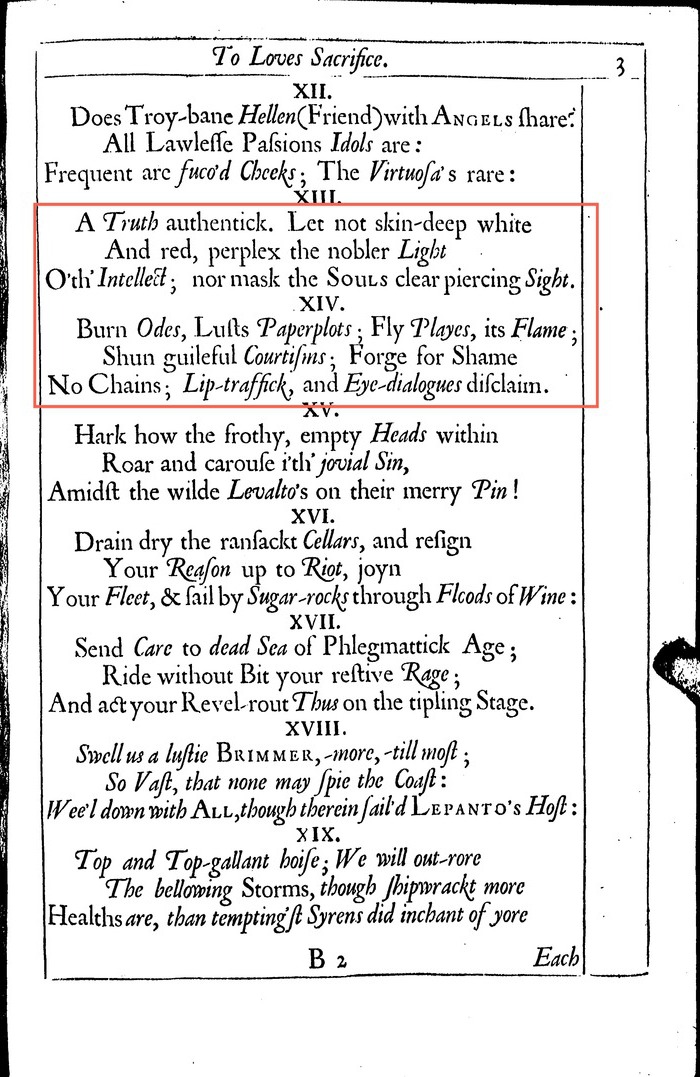 To Loves Sacrifice.
3
XII.
Does Troy-bane Hellen(Friend)with ANGELS ſhare?
All Lawleſſe Paſsions Idols are :
Frequent are fuco'd Cheeks ; The Virtuoſa's rare :
XIII.
A Truth authentick. Let not skin-deep white
And red, perplex the nobler Light
O'th' Intellect ; nor mask the SOULS clear piercing Sight.
XIV.
Burn Odes, Luſts Paperplots ; Fly Playes, its Flame ;
Shun guileful Courtiſms ; Forge for Shame
No Chains ; Lip-traffick, and Eye-dialogues diſclaim.
XV.
Hark how the frothy, empty Heads within
Roar and carouſe i'th' jovial Sin,
Amidſt the wilde Levalto's on their merry Pin !
XVI.
Drain dry the ranſackt Cellars, and reſign
Your Reaſon up to Riot, joyn
Your Fleet, & ſail by Sugar-rocks through Floods of Wine :
XVII.
Send Care to dead Sea of Phlegmattick Age ;
Ride without Bit your reſtive Rage ;
And act your Revel-rout Thus on the tipling Stage.
XVIII.
Swell us a luſtie BRIMMER,-more,-till moſt ;
So Vaſt, that none may ſpie the Coaſt :
Wee'l down with ALL,though therein ſail'd LEPANTO'S Hoſt :
XIX.
Top and Top-gallant hoiſe ; We will out-rore
The bellowing Storms, though ſhipwrackt more
Healths are, than tempting'ſt Syrens did inchant of yore
B 2
Each